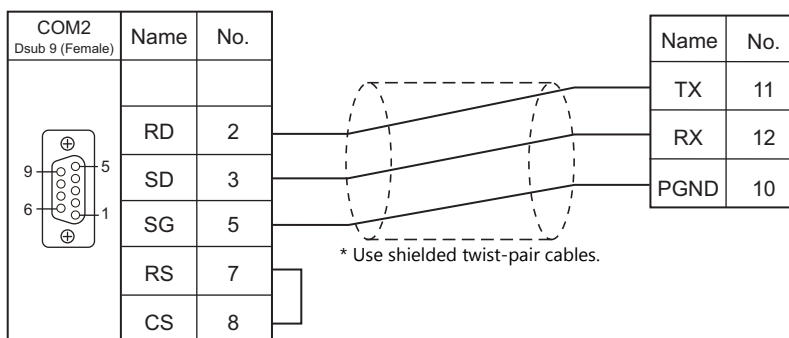 COM2
Dsub 9 (Female)
Name No.
RD 2
SD 3
SG 5
RS 7
CS 8
9 5
6 1
* Use shielded twist-pair cables.
Name No.
TX 11
RX 12
PGND 10